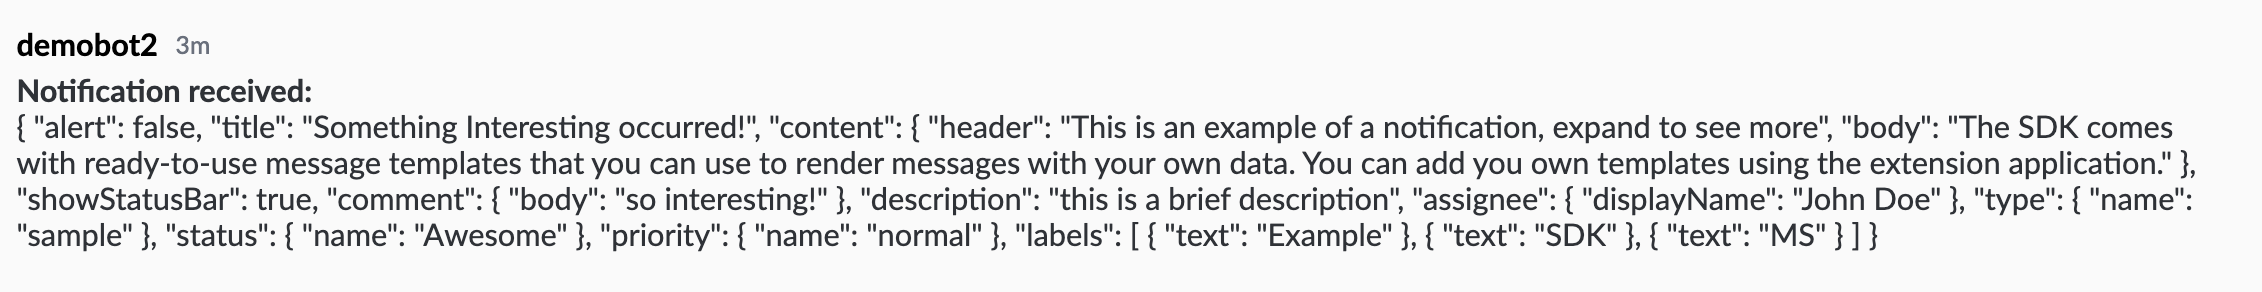 demobot2 3m
Notification received:
{ "alert": false, "title": "Something Interesting occurred!", "content": { "header": "This is an example of a notification, expand to see more", "body": "The SDK comes
with ready-to-use message templates that you can use to render messages with your own data. You can add you own templates using the extension application." },
"showStatusBar": true, "comment": { "body": "so interesting!" }, "description": "this is a brief description", "assignee": { "displayName": "John Doe" }, "type": { "name":
"sample" }, "status": { "name": "Awesome" }, "priority": { "name": "normal" }, "labels": [ { "text": "Example" }, { "text": "SDK" }, { "text": "MS" } ] }